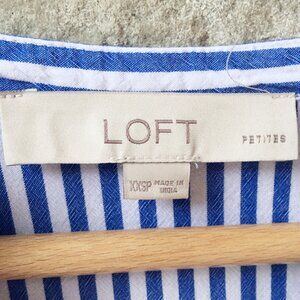 LOFT
PETITES
XXSP MADE IN
INDIA